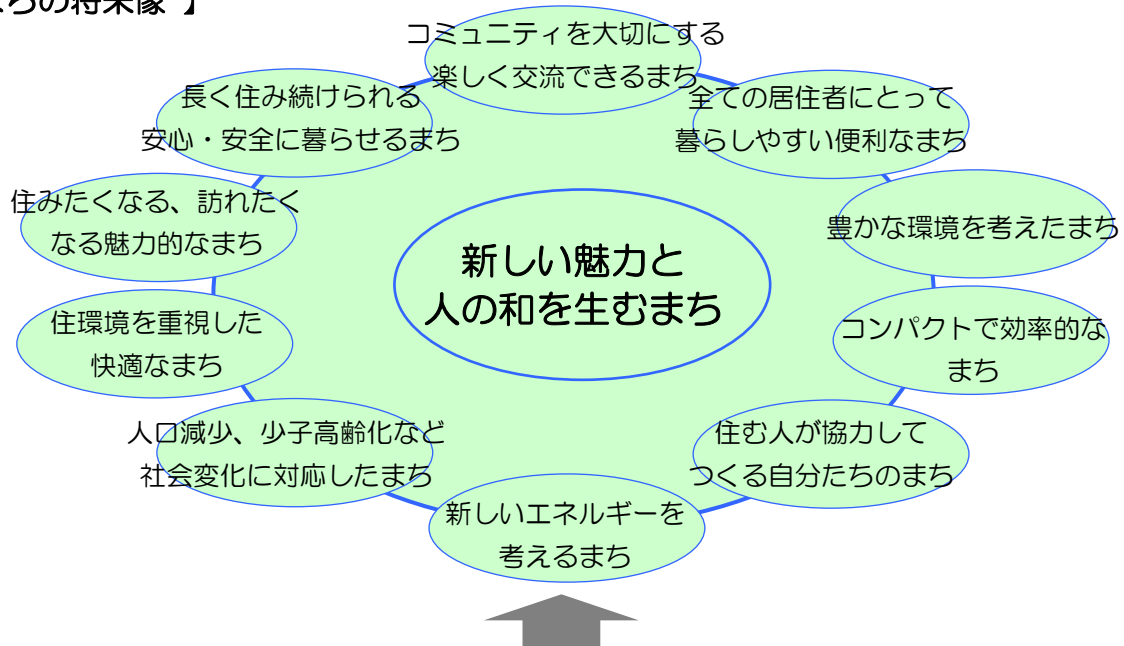 まちの将来像 】
コミュニティを大切にする
楽しく交流できるまち
長く住み続けられる
安心・安全に暮らせるまち
全ての居住者にとって
暮らしやすい便利なまち
住みたくなる、訪れたく
なる魅力的なまち
豊かな環境を考えたまち
新しい魅力と
人の和を生むまち
住環境を重視した
快適なまち
コンパクトで効率的な
まち
人口減少、少子高齢化など
社会変化に対応したまち
住む人が協力して
つくる自分たちのまち
新しいエネルギーを
考えるまち